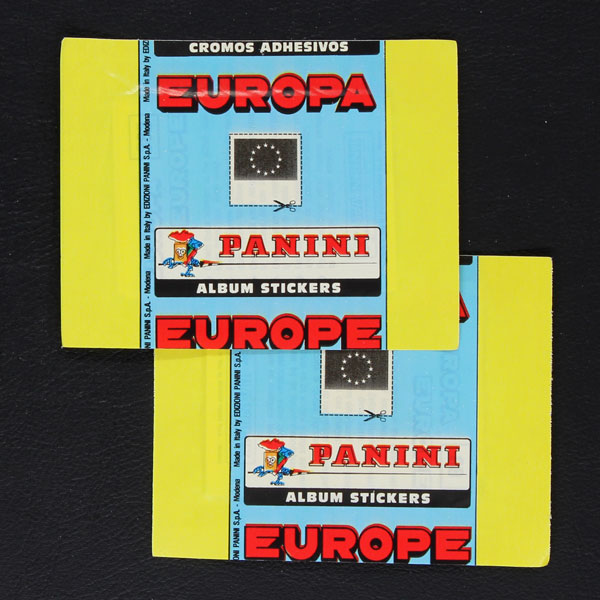 CROMOS ADHESIVOS
EUROPA
PANINI
ALBUM STICKERS
EUROPE
Made in Italy by EDIZIONI PANINI S.p.A. - Modena
PANINI
ALBUM STICKERS
EUROPE
Made in Italy by EDIZIONI PANINI S.p.A. - Modena